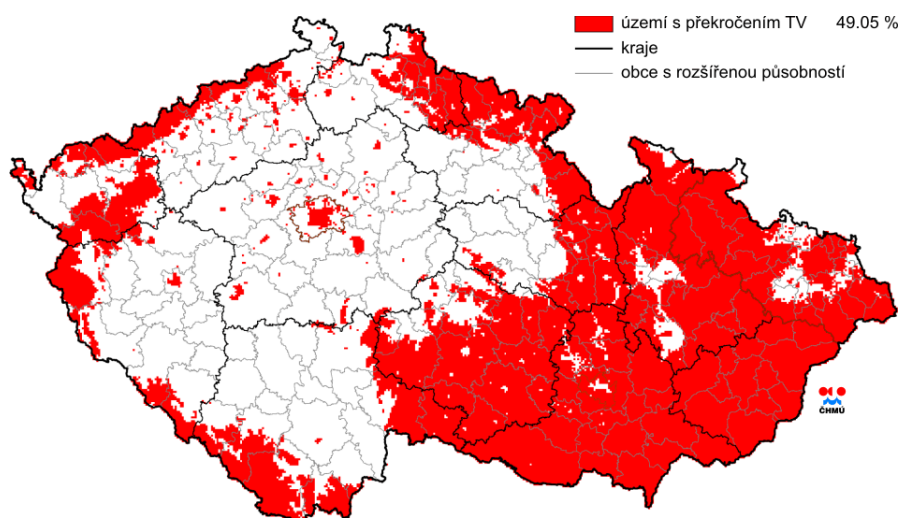 území s překročením TV 49.05 %
kraje
obce s rozšířenou působností
ČHMÚ